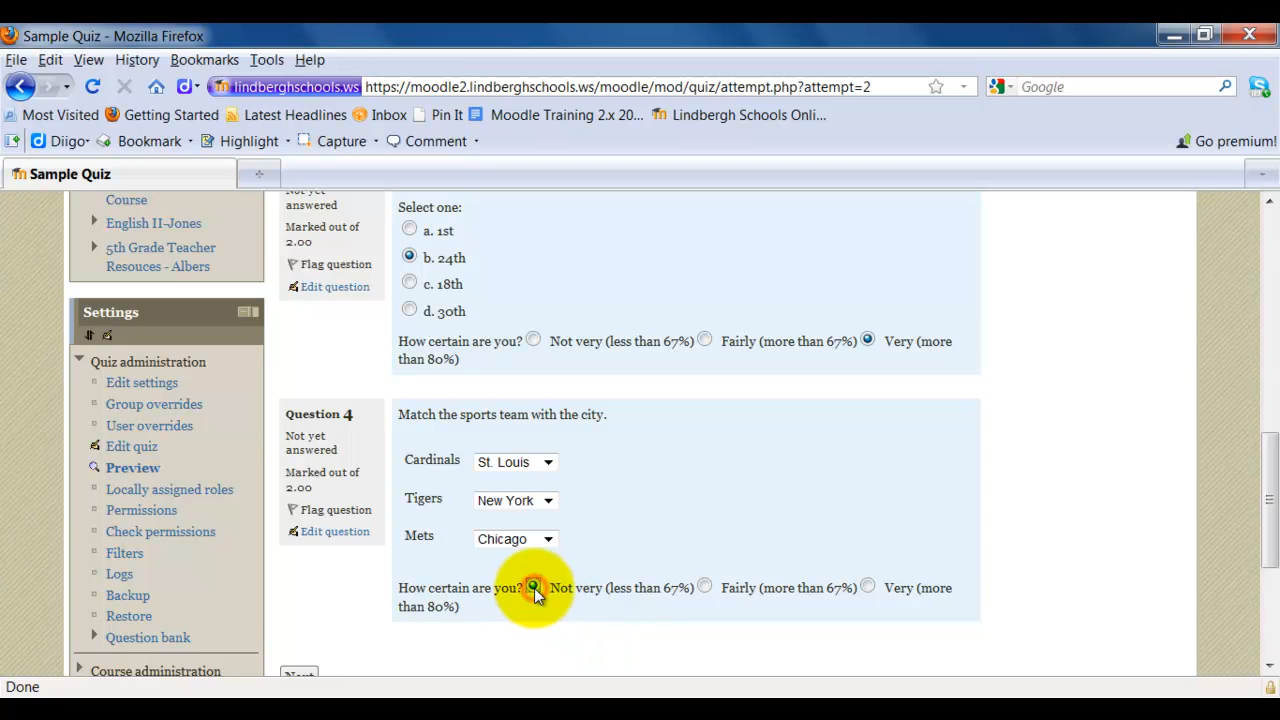 Sample Quiz - Mozilla Firefox
File Edit View History Bookmarks Tools Help
lindberghschools.ws https://moodle2.lindberghschools.ws/moodle/mod/quiz/attempt.php?attempt=2 Google
Most Visited Getting Started Latest Headlines Inbox Pin It Moodle Training 2.x 20... Lindbergh Schools Onli...
Diigo Bookmark Highlight Capture Comment Go premium!
Sample Quiz
Course
English II-Jones
5th Grade Teacher
Resouces - Albers
Settings
Quiz administration
Edit settings
Group overrides
User overrides
Edit quiz
Preview
Locally assigned roles
Permissions
Check permissions
Filters
Logs
Backup
Restore
Question bank
Course administration
Not yet
answered
Marked out of
2.00
Flag question
Edit question
Select one:
a. 1st
b. 24th
c. 18th
d. 30th
How certain are you? Not very (less than 67%) Fairly (more than 67%) Very (more
than 80%)
Question 4
Not yet
answered
Marked out of
2.00
Flag question
Edit question
Match the sports team with the city.
Cardinals St. Louis
Tigers New York
Mets Chicago
How certain are you? Not very (less than 67%) Fairly (more than 67%) Very (more
than 80%)
Next
Done